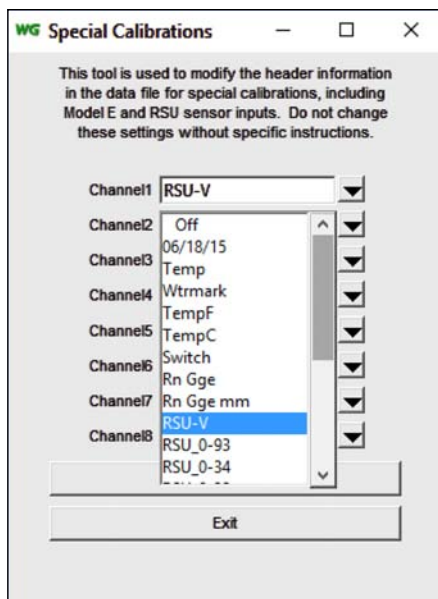 WG Special Calibrations
This tool is used to modify the header information
in the data file for special calibrations, including
Model E and RSU sensor inputs. Do not change
these settings without specific instructions.
Channel1 RSU-V
Channel2 Off
06/18/15
Channel3 Temp
Channel4 Wtrmark
TempF
Channel5 TempC
Channel6 Switch
Rn Gge
Channel7 Rn Gge mm
RSU-V
Channel8 RSU_0-93
RSU_0-34
Exit